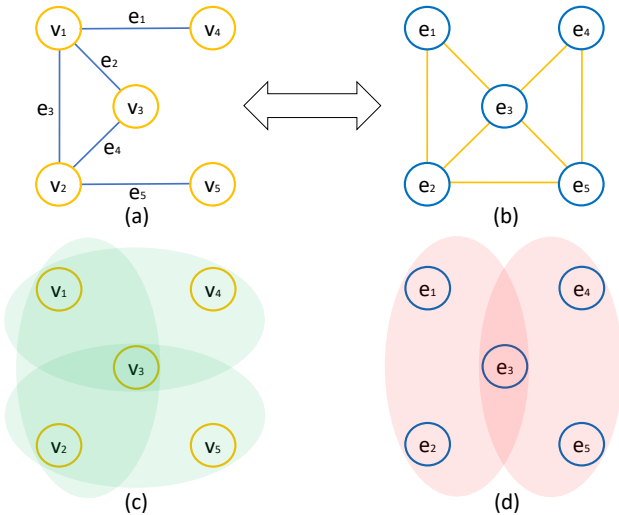 v1 e1 v4
e2
e3 v3
e4
v2 e5 v5
(a)
e1 e4
e3
e2 e5
(b)
v1 v4
v3
v2 v5
(c)
e1 e4
e3
e2 e5
(d)